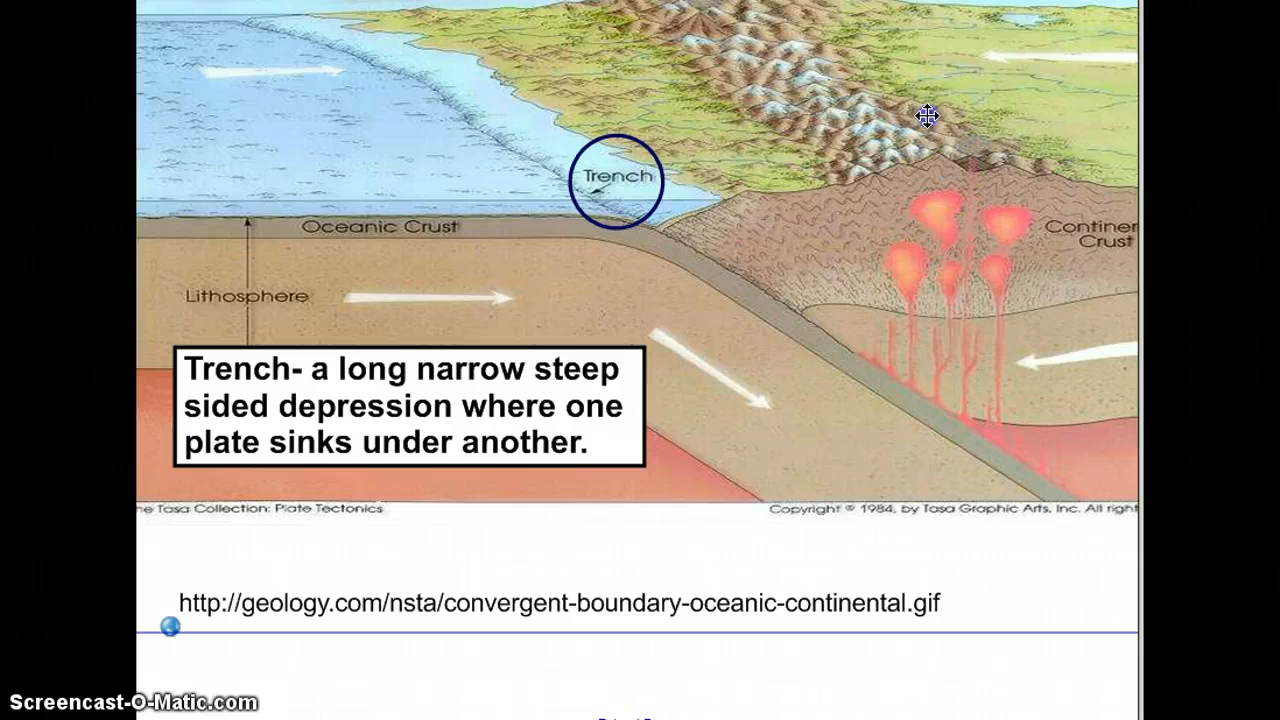 Trench
Oceanic Crust
Continen
Crust
Lithosphere
Trench- a long narrow steep
sided depression where one
plate sinks under another.
he Tasa Collection: Plate Tectonics
Copyright © 1984, by Tasa Graphic Arts, Inc. All right
http://geology.com/nsta/convergent-boundary-oceanic-continental.gif
Screencast-O-Matic.com